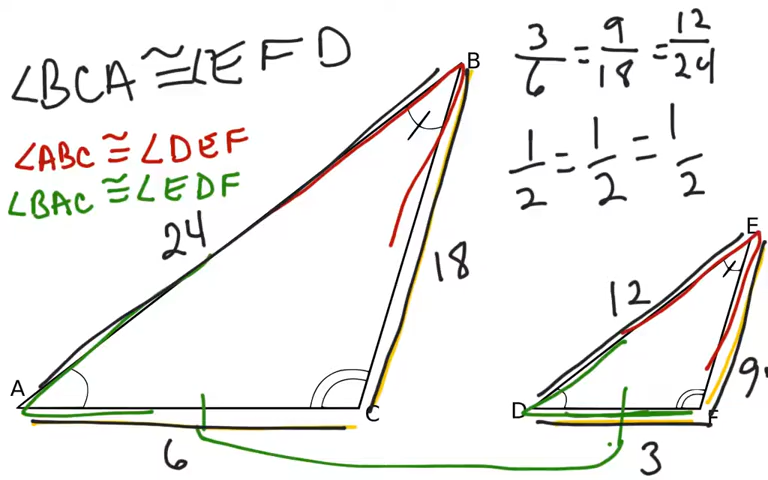 ∠BCA ≅ ∠EFD
∠ABC ≅ ∠DEF
∠BAC ≅ ∠EDF
3/6 = 9/18 = 12/24
1/2 = 1/2 = 1/2
B
24
18
A
C
6
E
12
9
D
F
3